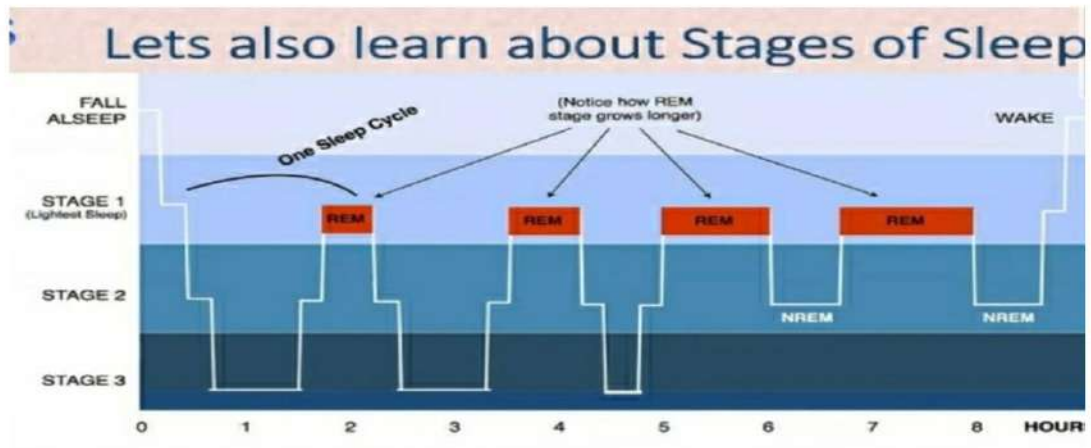 s
Lets also learn about Stages of Sleep
FALL
ALSEEP
One Sleep Cycle
(Notice how REM
stage grows longer)
WAKE
STAGE 1
(Lightest Sleep)
REM
REM
REM
REM
STAGE 2
NREM
NREM
STAGE 3
0 1 2 3 4 5 6 7 8 HOUR